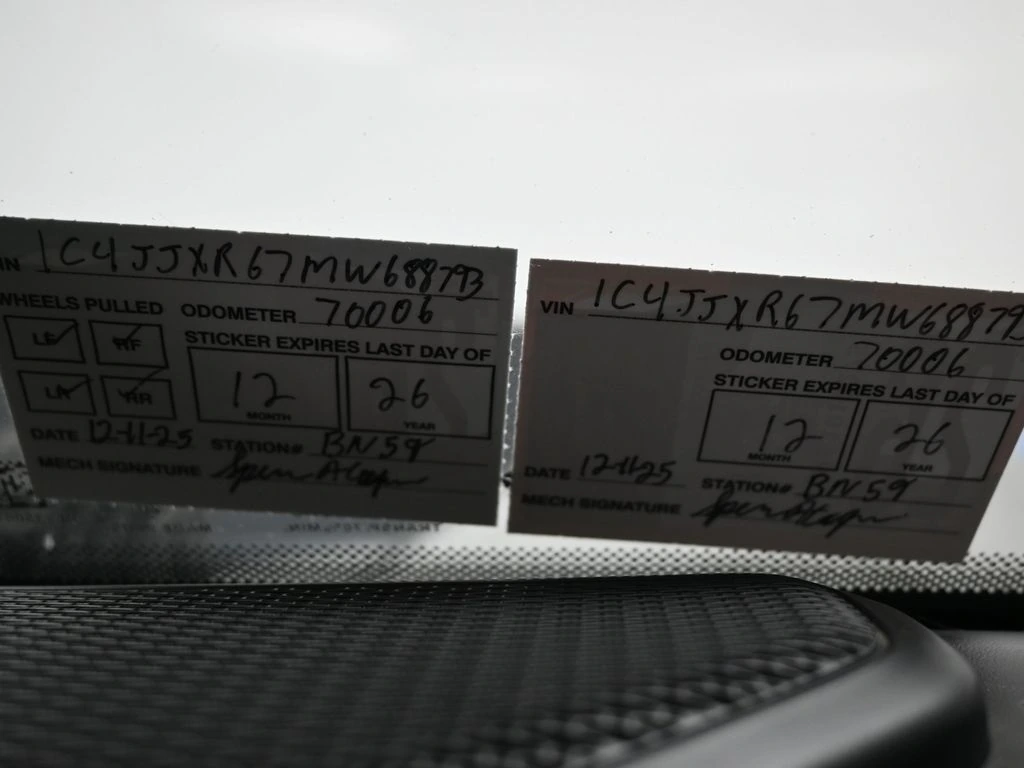 VIN 1C4JJXR67MW688793
WHEELS PULLED ODOMETER 70006
LF RF
STICKER EXPIRES LAST DAY OF
LR RR
12 26
MONTH YEAR
DATE 12-11-25 STATION# BN59
MECH SIGNATURE
VIN 1C4JJXR67MW68879
ODOMETER 70006
STICKER EXPIRES LAST DAY OF
12 26
MONTH YEAR
DATE 12-11-25 STATION# BN59
MECH SIGNATURE